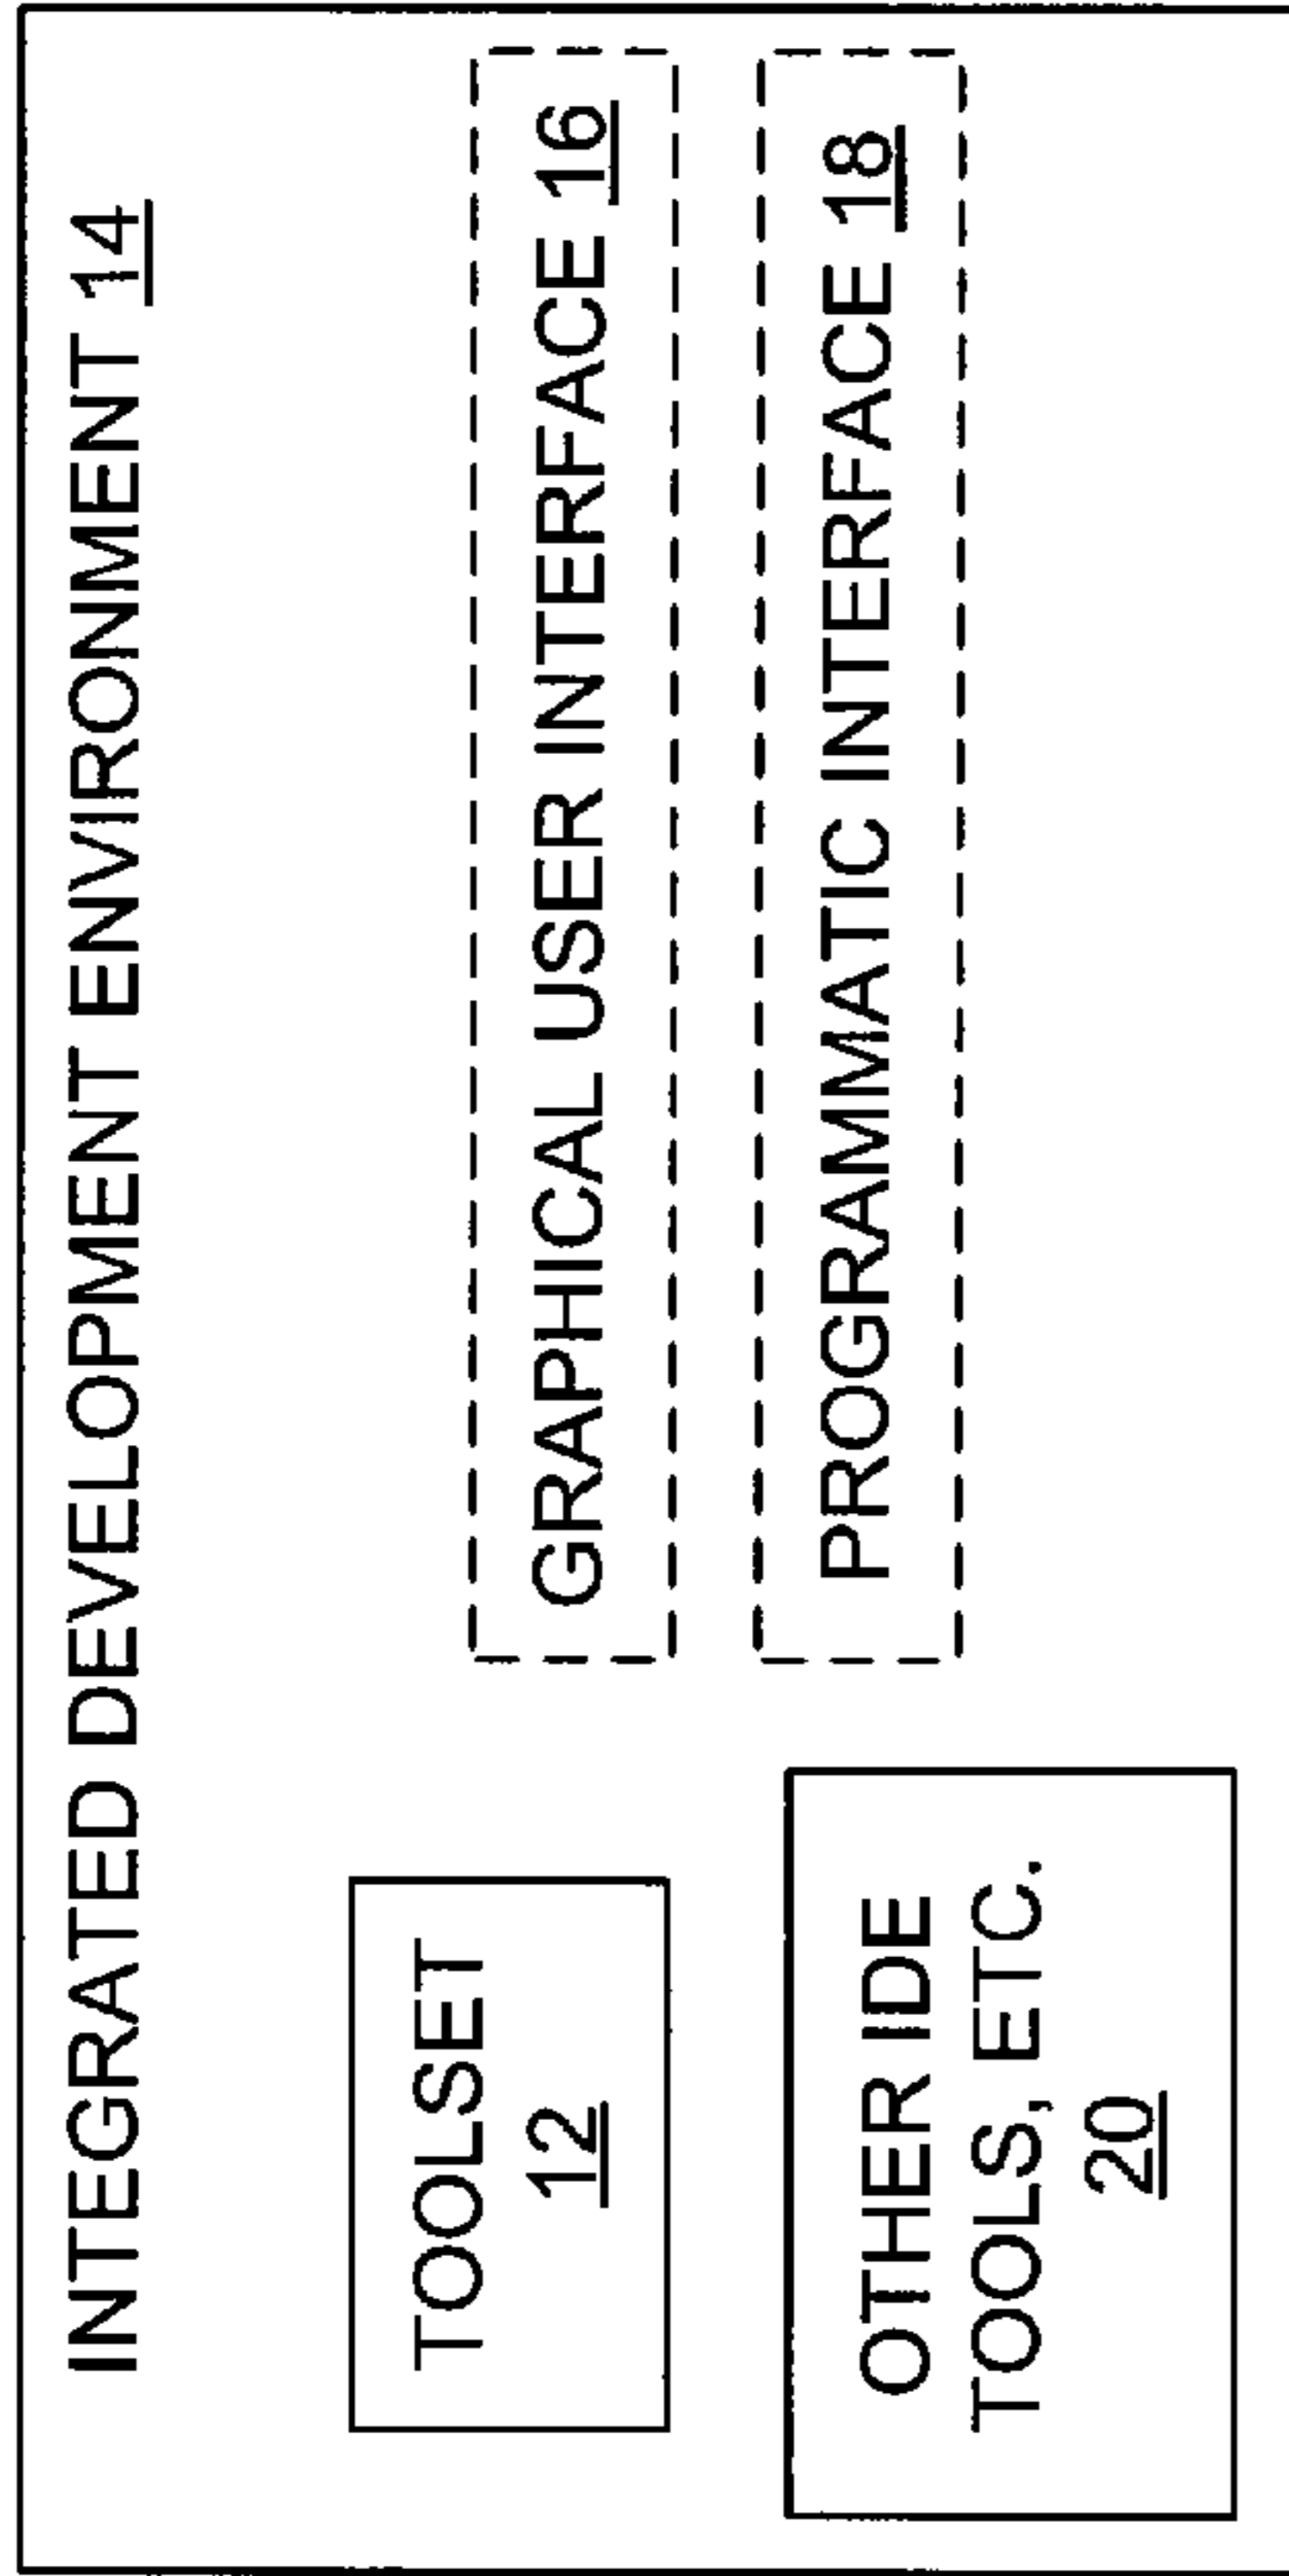 INTEGRATED DEVELOPMENT ENVIRONMENT 14
TOOLSET
12
GRAPHICAL USER INTERFACE 16
PROGRAMMATIC INTERFACE 18
OTHER IDE
TOOLS, ETC.
20